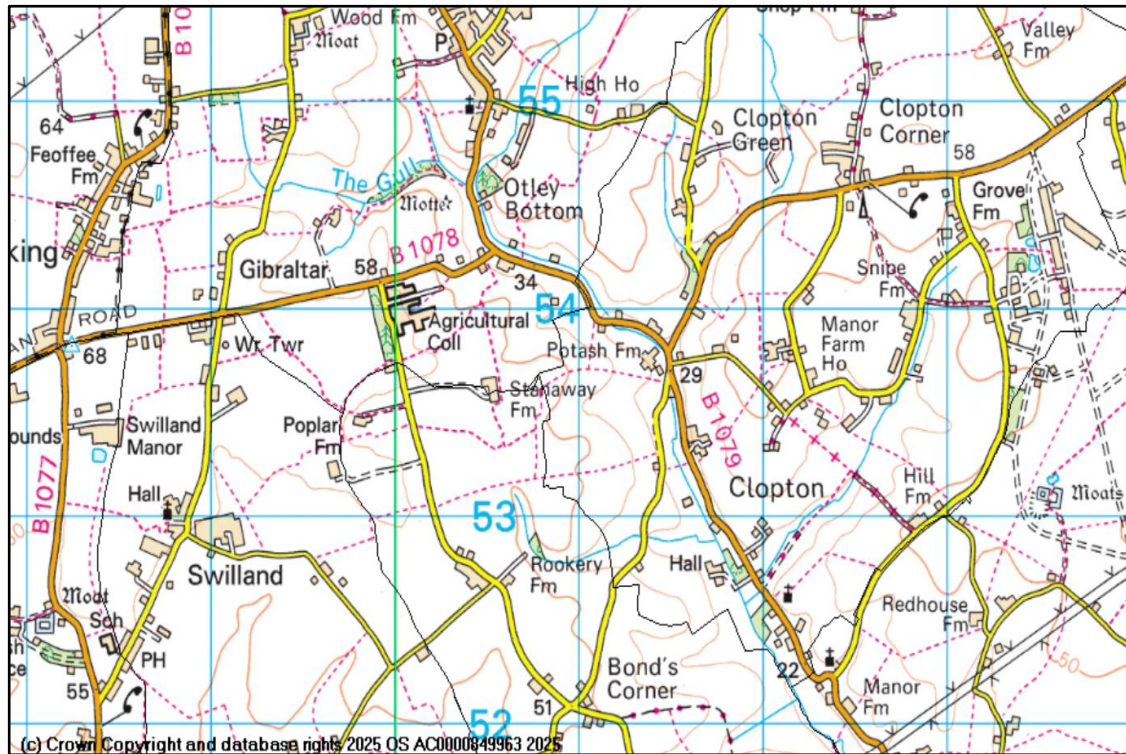 Wood Fm
Moat
P
Shop Fm
Valley
Fm
B10
64
Feoffee
Fm
55
High Ho
Clopton
Green
Clopton
Corner
58
The Gull
Motte
Otley
Bottom
Grove
Fm
king
Gibraltar
58
B 1078
34
Snipe
Fm
54
ROAD
68
Wr Twr
Agricultural
Coll
Potash Fm
29
Manor
Farm
Ho
Stanaway
Fm
B1077
ounds
Swilland
Manor
Poplar
Fm
B1079
Clopton
Hall
53
Hill
Fm
Moats
Swilland
Rookery
Fm
Hall
Redhouse
Fm
Moat
Sch
PH
55
Bond's
Corner
51
22
Manor
Fm
50
52
(c) Crown Copyright and database rights 2025 OS AC0000849963 2025